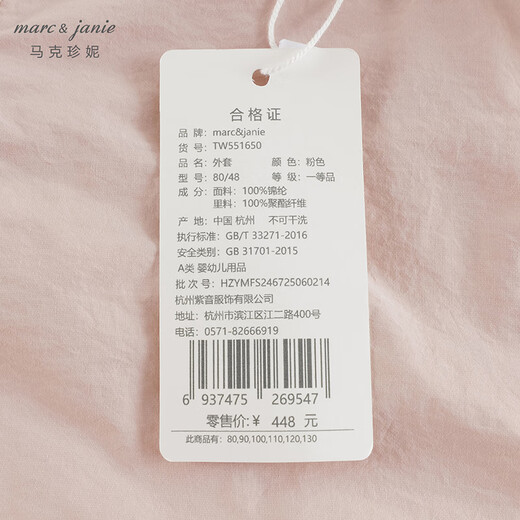 marc & janie
马克珍妮
合格证
品 牌: marc&janie
货 号: TW551650
品 名: 外套 颜 色: 粉色
型 号: 80/48 等 级: 一等品
成 分: 面料: 100%锦纶
里料: 100%聚酯纤维
产 地: 中国 杭州 不可干洗
执行标准: GB/T 33271-2016
安全类别: GB 31701-2015
A类 婴幼儿用品
批 次 号: HZYMFS246725060214
杭州紫音服饰有限公司
地址: 杭州市滨江区江二路400号
电话: 0571-82666919
6 937475 269547
零售价: ¥ 448 元
此商品有: 80,90,100,110,120,130